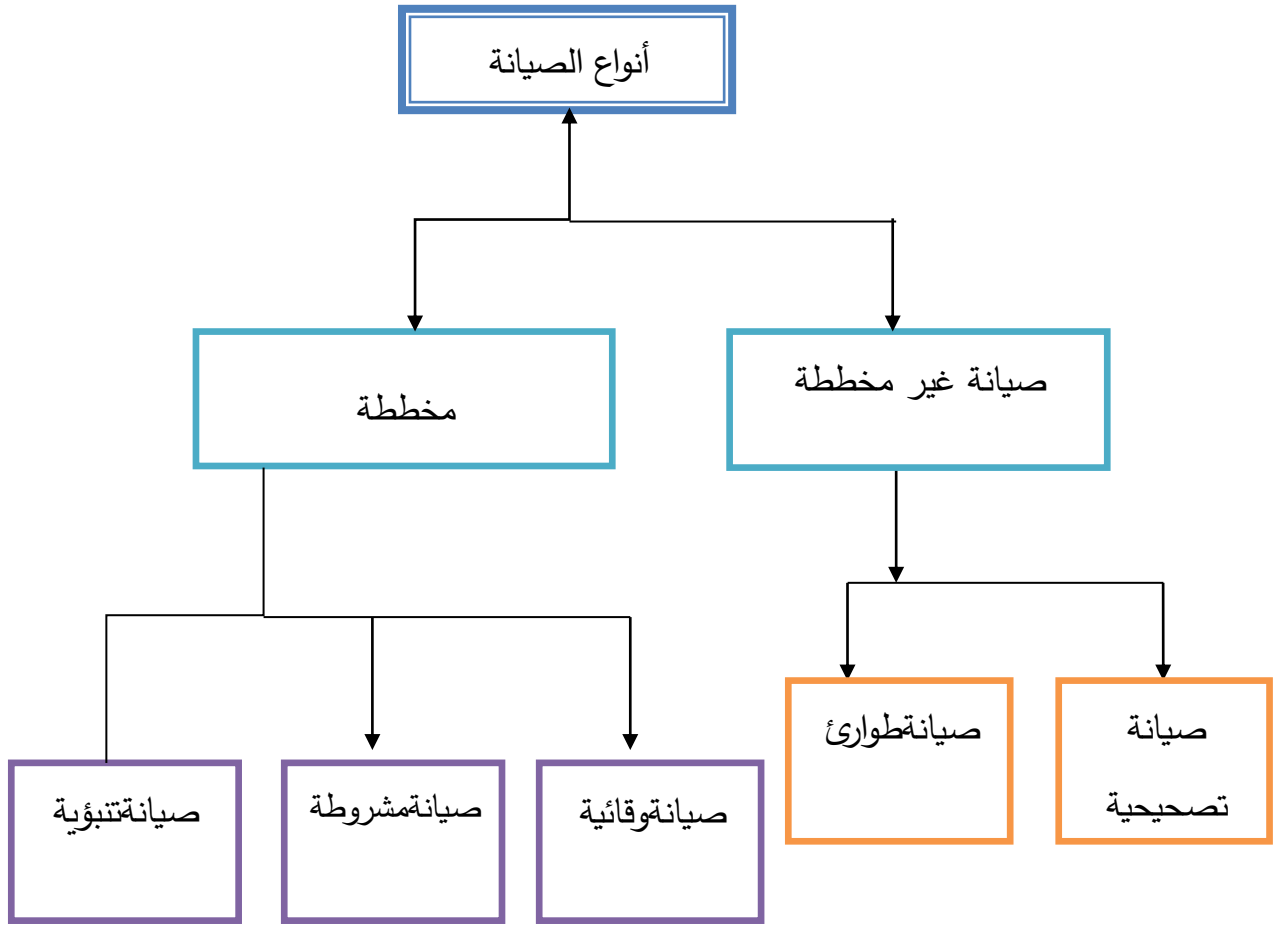 أنواع الصيانة
صيانة غير مخططة
مخططة
صيانة
تصحيحية
صيانةطوارئ
صيانةوقائية
صيانةمشروطة
صيانةتنبؤية